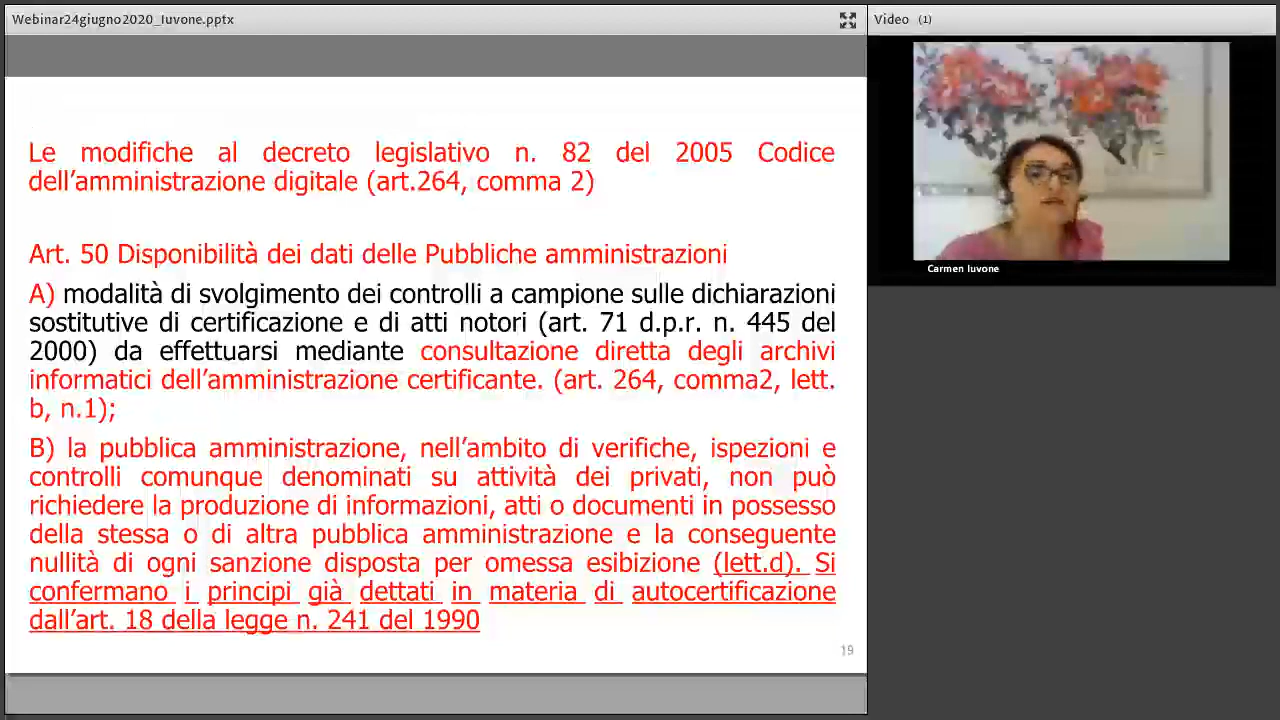 Webinar24giugno2020_Iuvone.pptx
Video (1)
Carmen Iuvone
Le modifiche al decreto legislativo n. 82 del 2005 Codice
dell’amministrazione digitale (art.264, comma 2)
Art. 50 Disponibilità dei dati delle Pubbliche amministrazioni
A) modalità di svolgimento dei controlli a campione sulle dichiarazioni
sostitutive di certificazione e di atti notori (art. 71 d.p.r. n. 445 del
2000) da effettuarsi mediante consultazione diretta degli archivi
informatici dell’amministrazione certificante. (art. 264, comma2, lett.
b, n.1);
B) la pubblica amministrazione, nell’ambito di verifiche, ispezioni e
controlli comunque denominati su attività dei privati, non può
richiedere la produzione di informazioni, atti o documenti in possesso
della stessa o di altra pubblica amministrazione e la conseguente
nullità di ogni sanzione disposta per omessa esibizione (lett.d). Si
confermano i principi già dettati in materia di autocertificazione
dall’art. 18 della legge n. 241 del 1990
19